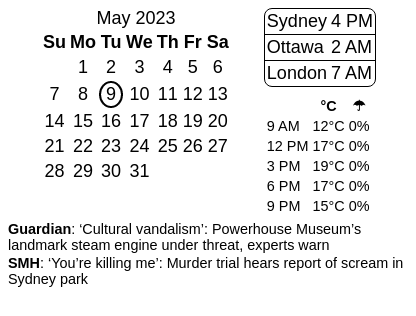 May 2023
Su Mo Tu We Th Fr Sa
1 2 3 4 5 6
7 8 9 10 11 12 13
14 15 16 17 18 19 20
21 22 23 24 25 26 27
28 29 30 31
Sydney 4 PM
Ottawa 2 AM
London 7 AM
°C ☂
9 AM 12°C 0%
12 PM 17°C 0%
3 PM 19°C 0%
6 PM 17°C 0%
9 PM 15°C 0%
Guardian: ‘Cultural vandalism’: Powerhouse Museum’s
landmark steam engine under threat, experts warn
SMH: ‘You’re killing me’: Murder trial hears report of scream in
Sydney park